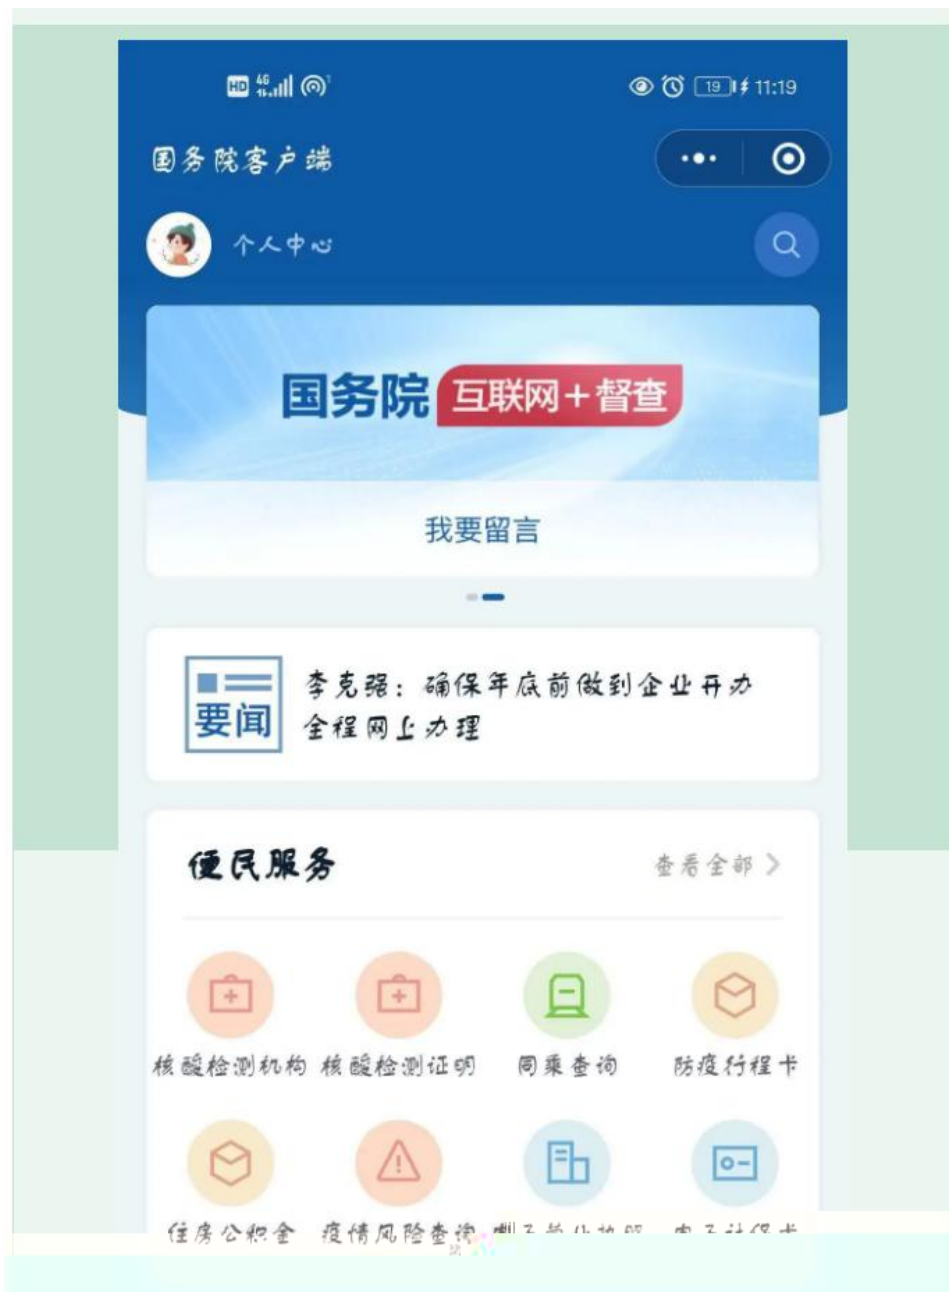 HD 4G 11:19
19
国务院客户端
个人中心
国务院 互联网+督查
我要留言
要闻
李克强：确保年底前做到企业开办
全程网上办理
便民服务 查看全部
核酸检测机构 核酸检测证明 同乘查询 防疫行程卡
住房公积金 疫情风险查询